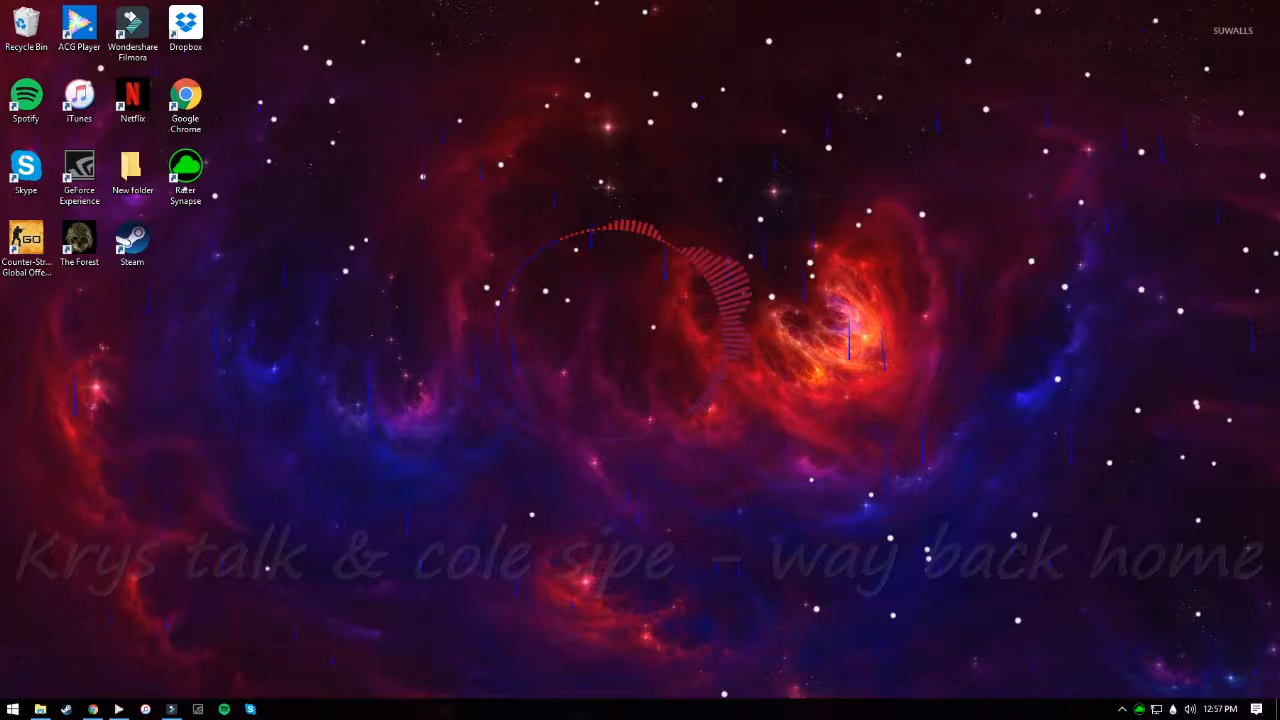 SUWALLS
Recycle Bin
ACG Player
Wondershare
Filmora
Dropbox
Spotify
iTunes
Netflix
Google
Chrome
Skype
GeForce
Experience
New folder
Razer
Synapse
Counter-Str...
Global Offe...
The Forest
Steam
GO
Krys talk & cole sipe - way back home
12:57 PM